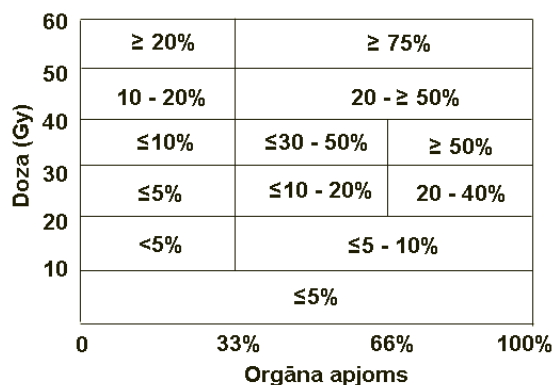 60
≥ 20% ≥ 75%
50
10 - 20% 20 - ≥ 50%
40
≤10% ≤30 - 50% ≥ 50%
30
≤5% ≤10 - 20% 20 - 40%
20
<5% ≤5 - 10%
10
≤5%
0 33% 66% 100%
Orgāna apjoms
Doza (Gy)